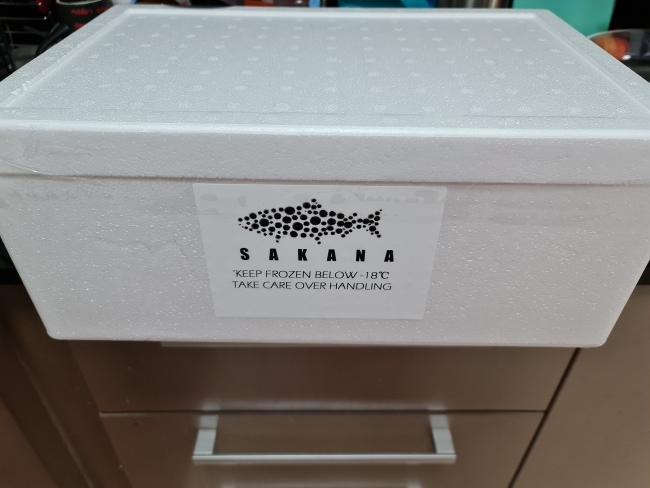 SAKANA
'KEEP FROZEN BELOW -18℃
TAKE CARE OVER HANDLING